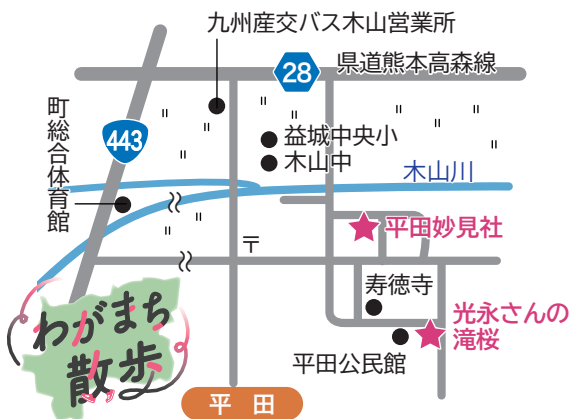 九州産交バス木山営業所
28
県道熊本高森線
町総合体育館
443
益城中央小
木山中
木山川
平田妙見社
〒
寿徳寺
光永さんの
滝桜
平田公民館
わがまち
散歩
平田